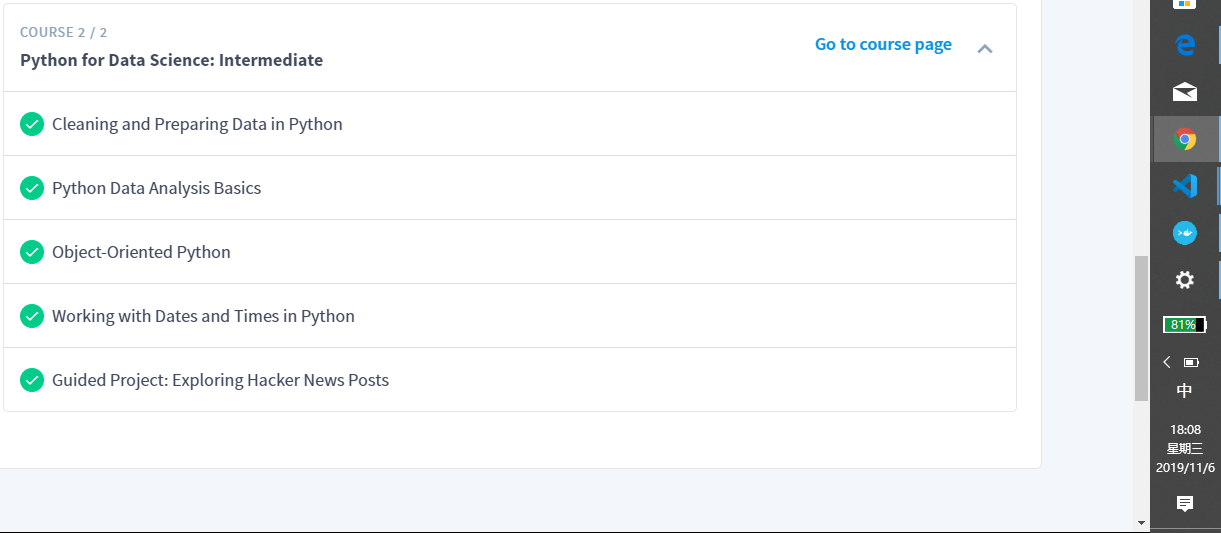 COURSE 2 / 2
Python for Data Science: Intermediate
Go to course page
Cleaning and Preparing Data in Python
Python Data Analysis Basics
Object-Oriented Python
Working with Dates and Times in Python
Guided Project: Exploring Hacker News Posts
81%
中
18:08
星期三
2019/11/6